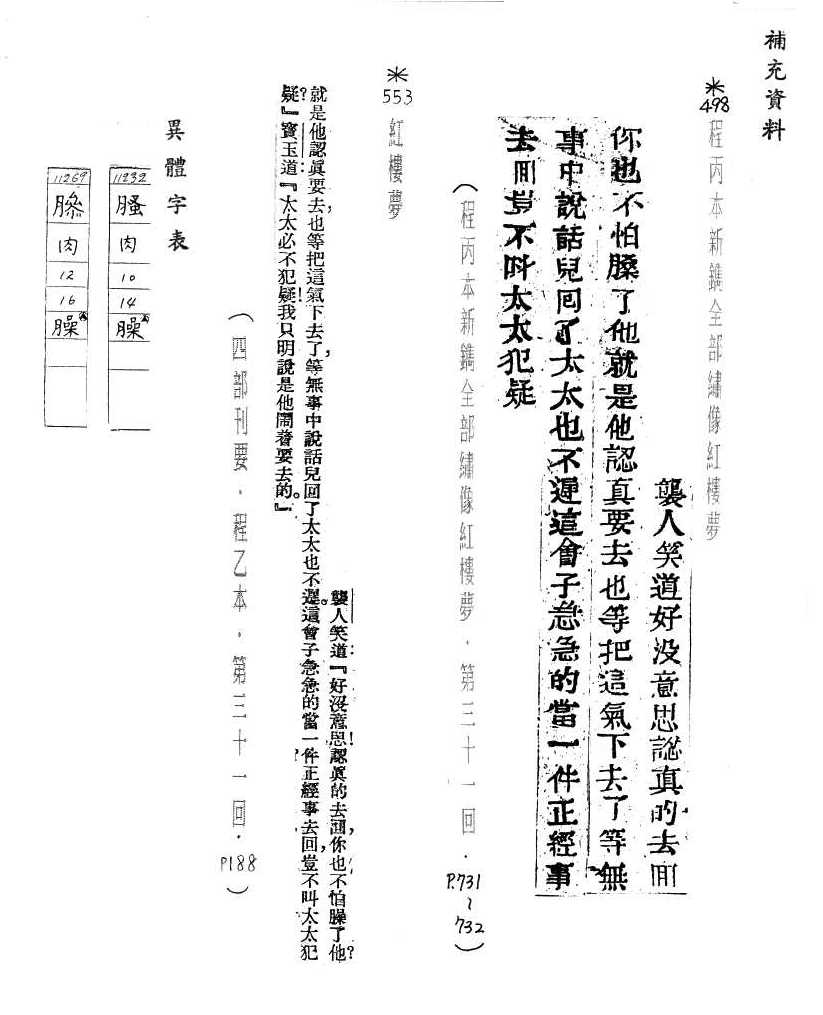 補充資料
*498
程丙本新鐫全部繡像紅樓夢
襲人笑道好没意思認真的去囬
你也不怕臊了他就是他認真要去也等把這氣下去了等無
事中說話兒囘了太太也不遲這會子急急的當一件正經事
去囬豈不呌太太犯疑
(程丙本新鐫全部繡像紅樓夢.第三十一回.P.731~732)
*553
紅樓夢
襲人笑道:『好沒意思!認眞的去囘,你也不怕臊了他?
就是他認眞要去也,等把這氣下去了,等無事中說話兒回了太太也不遲。這會子急急的當一件正經事去回,豈不叫太太犯
疑?』寶玉道:『太太必不犯疑!我只明說是他鬧着要去的。』
(四部刊要.程乙本.第三十一回.P188)
異體字表
11232
𦞣
肉
10
14
臊
11269
肉
12
16
臊